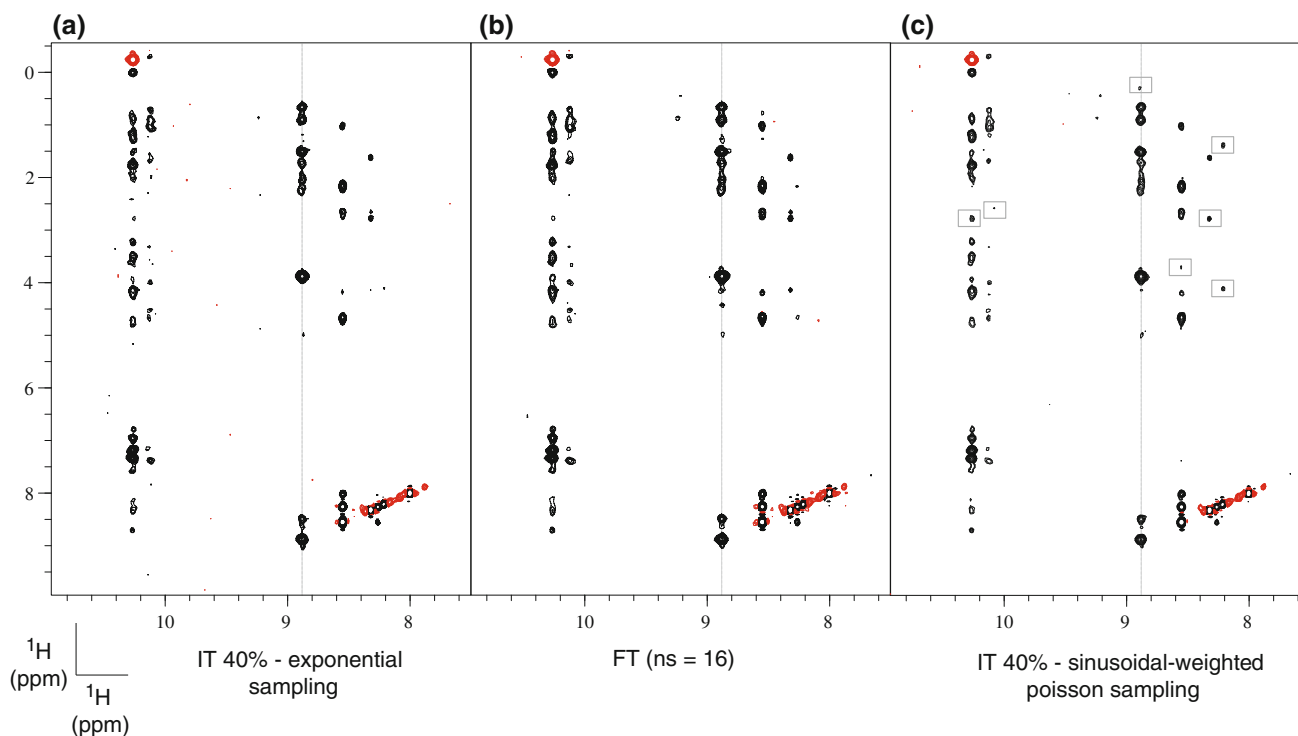 (a)
(b)
(c)
0
2
4
6
8
10
9
8
10
9
8
10
9
8
1H
(ppm)
1H
(ppm)
IT 40% - exponential
sampling
FT (ns = 16)
IT 40% - sinusoidal-weighted
poisson sampling